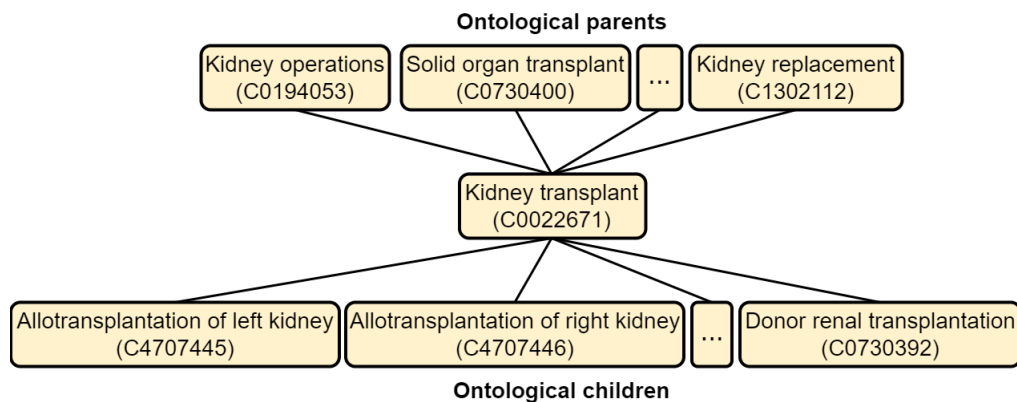 Ontological parents
Kidney operations
(C0194053)
Solid organ transplant
(C0730400)
...
Kidney replacement
(C1302112)
Kidney transplant
(C0022671)
Allotransplantation of left kidney
(C4707445)
Allotransplantation of right kidney
(C4707446)
...
Donor renal transplantation
(C0730392)
Ontological children